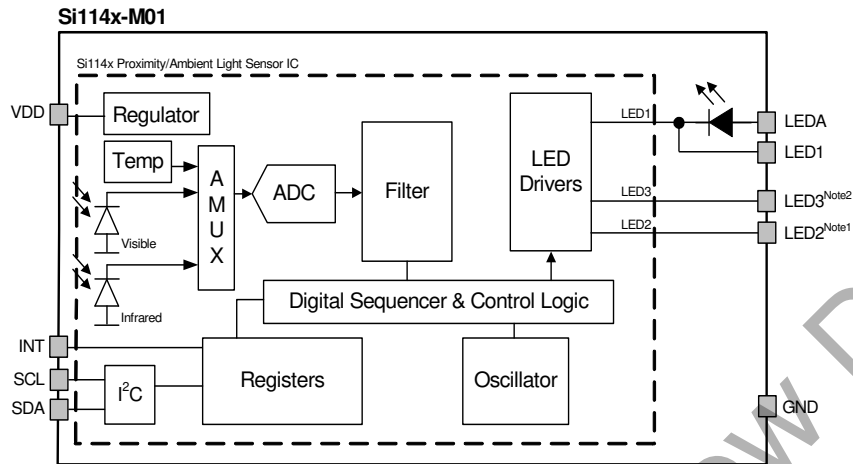 Si114x-M01
Si114x Proximity/Ambient Light Sensor IC
VDD
Regulator
Temp
AMUX
ADC
Filter
LED Drivers
LED1
LEDA
LED1
LED3
LED3Note2
LED2
LED2Note1
Visible
Infrared
Digital Sequencer & Control Logic
INT
SCL
SDA
I2C
Registers
Oscillator
GND